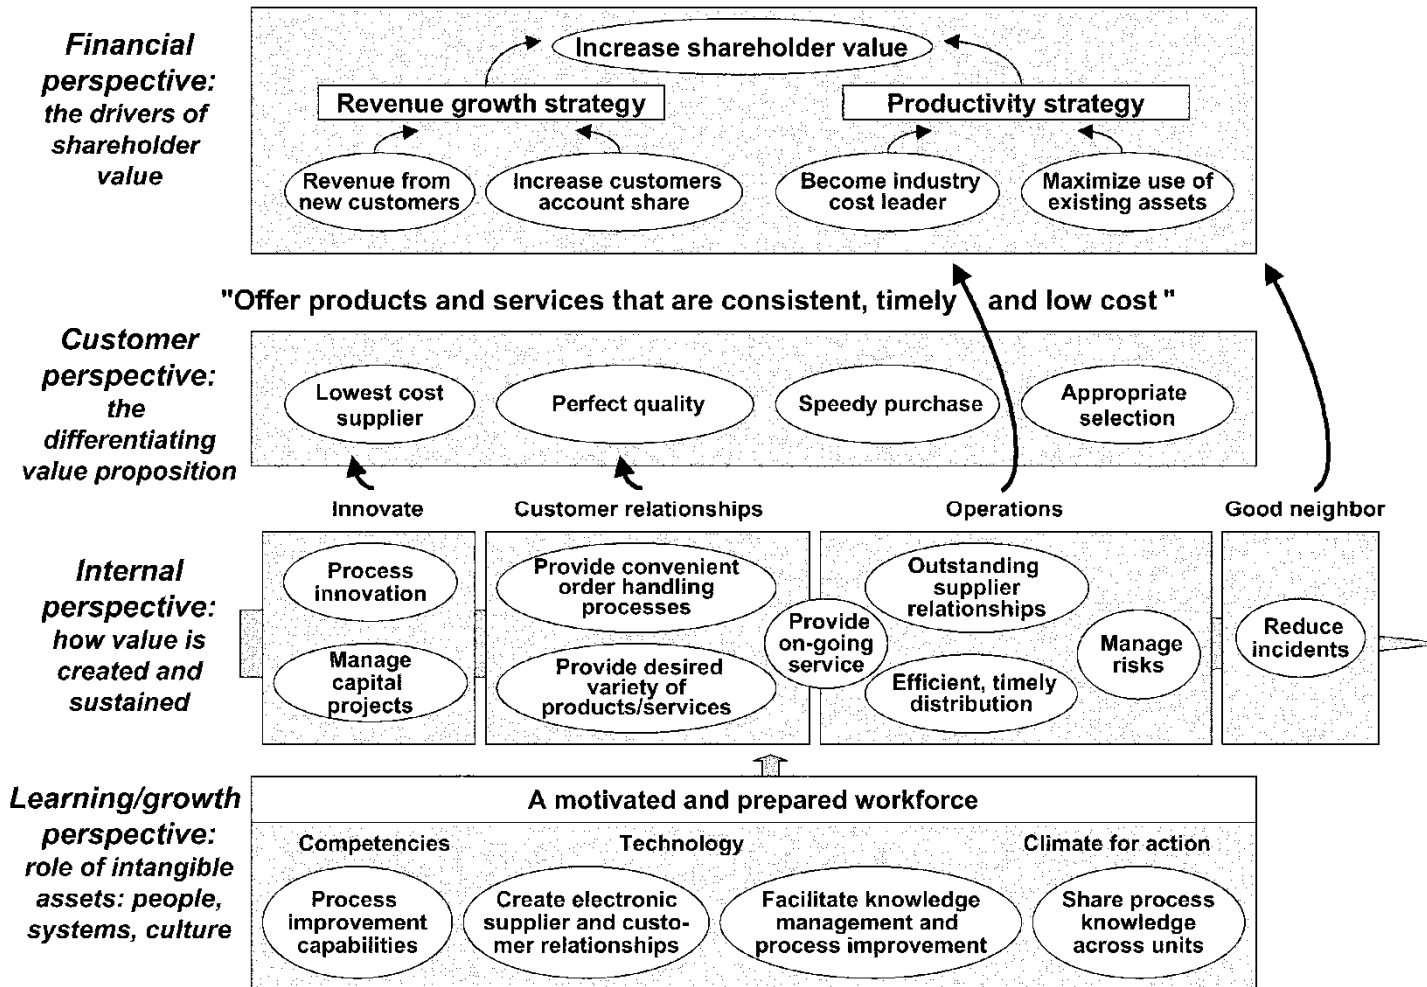 Financial
perspective:
the drivers of
shareholder
value
Increase shareholder value
Revenue growth strategy
Productivity strategy
Revenue from
new customers
Increase customers
account share
Become industry
cost leader
Maximize use of
existing assets
"Offer products and services that are consistent, timely and low cost"
Customer
perspective:
the
differentiating
value proposition
Lowest cost
supplier
Perfect quality
Speedy purchase
Appropriate
selection
Internal
perspective:
how value is
created and
sustained
Innovate
Process
innovation
Manage
capital
projects
Customer relationships
Provide convenient
order handling
processes
Provide desired
variety of
products/services
Provide
on-going
service
Operations
Outstanding
supplier
relationships
Efficient, timely
distribution
Manage
risks
Good neighbor
Reduce
incidents
Learning/growth
perspective:
role of intangible
assets: people,
systems, culture
A motivated and prepared workforce
Competencies
Process
improvement
capabilities
Technology
Create electronic
supplier and custo-
mer relationships
Facilitate knowledge
management and
process improvement
Climate for action
Share process
knowledge
across units